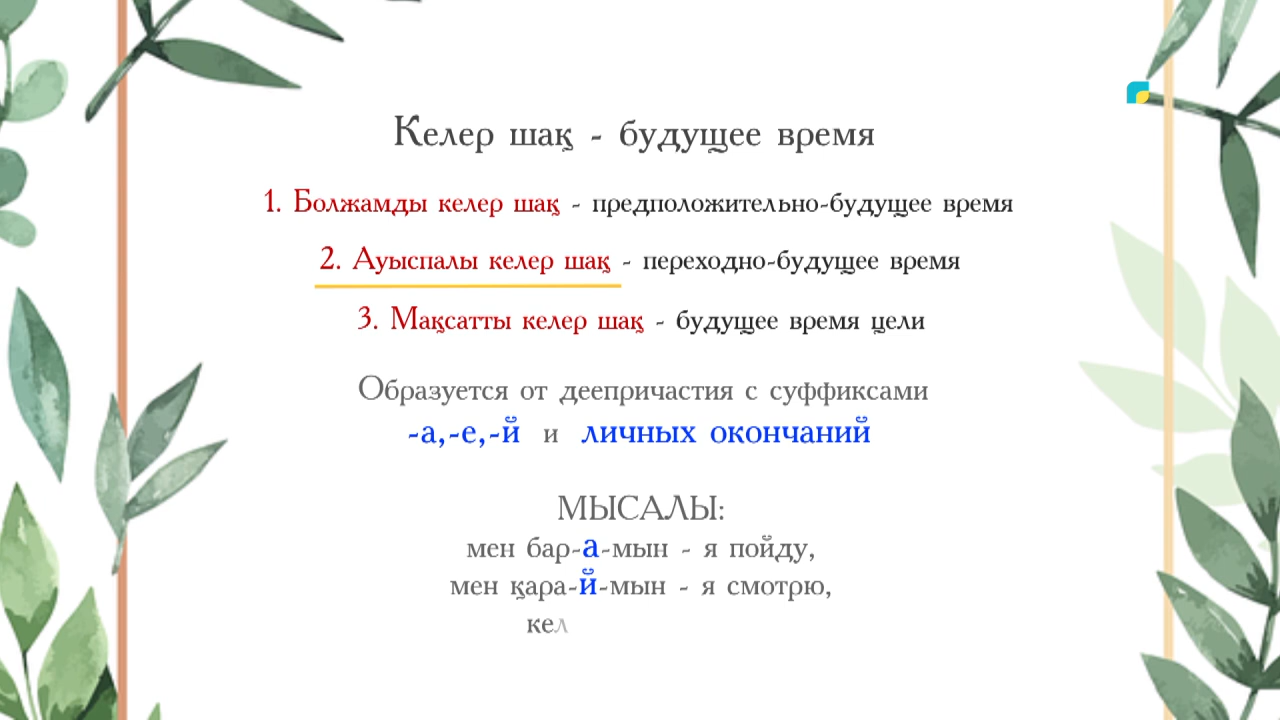 Келер шақ - будущее время
1. Болжамды келер шақ - предположительно-будущее время
2. Ауыспалы келер шақ - переходно-будущее время
3. Мақсатты келер шақ - будущее время цели
Образуется от деепричастия с суффиксами
-а,-е,-й и личных окончаний
МЫСАЛЫ:
мен бар-а-мын - я пойду,
мен қара-й-мын - я смотрю,
кел